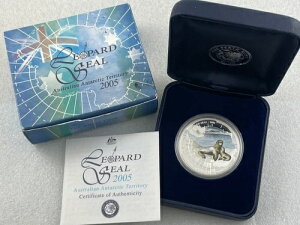 LEOPARD
SEAL
Australian Antarctic Territory
2005
LEOPARD
SEAL
2005
Australian Antarctic Territory
Certificate of Authenticity